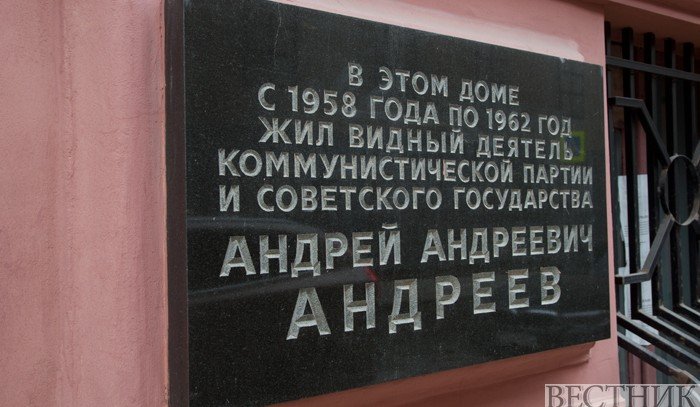 В ЭТОМ ДОМЕ
С 1958 ГОДА ПО 1962 ГОД
ЖИЛ ВИДНЫЙ ДЕЯТЕЛЬ
КОММУНИСТИЧЕСКОЙ ПАРТИИ
И СОВЕТСКОГО ГОСУДАРСТВА
АНДРЕЙ АНДРЕЕВИЧ
АНДРЕЕВ
ВЕСТНИК